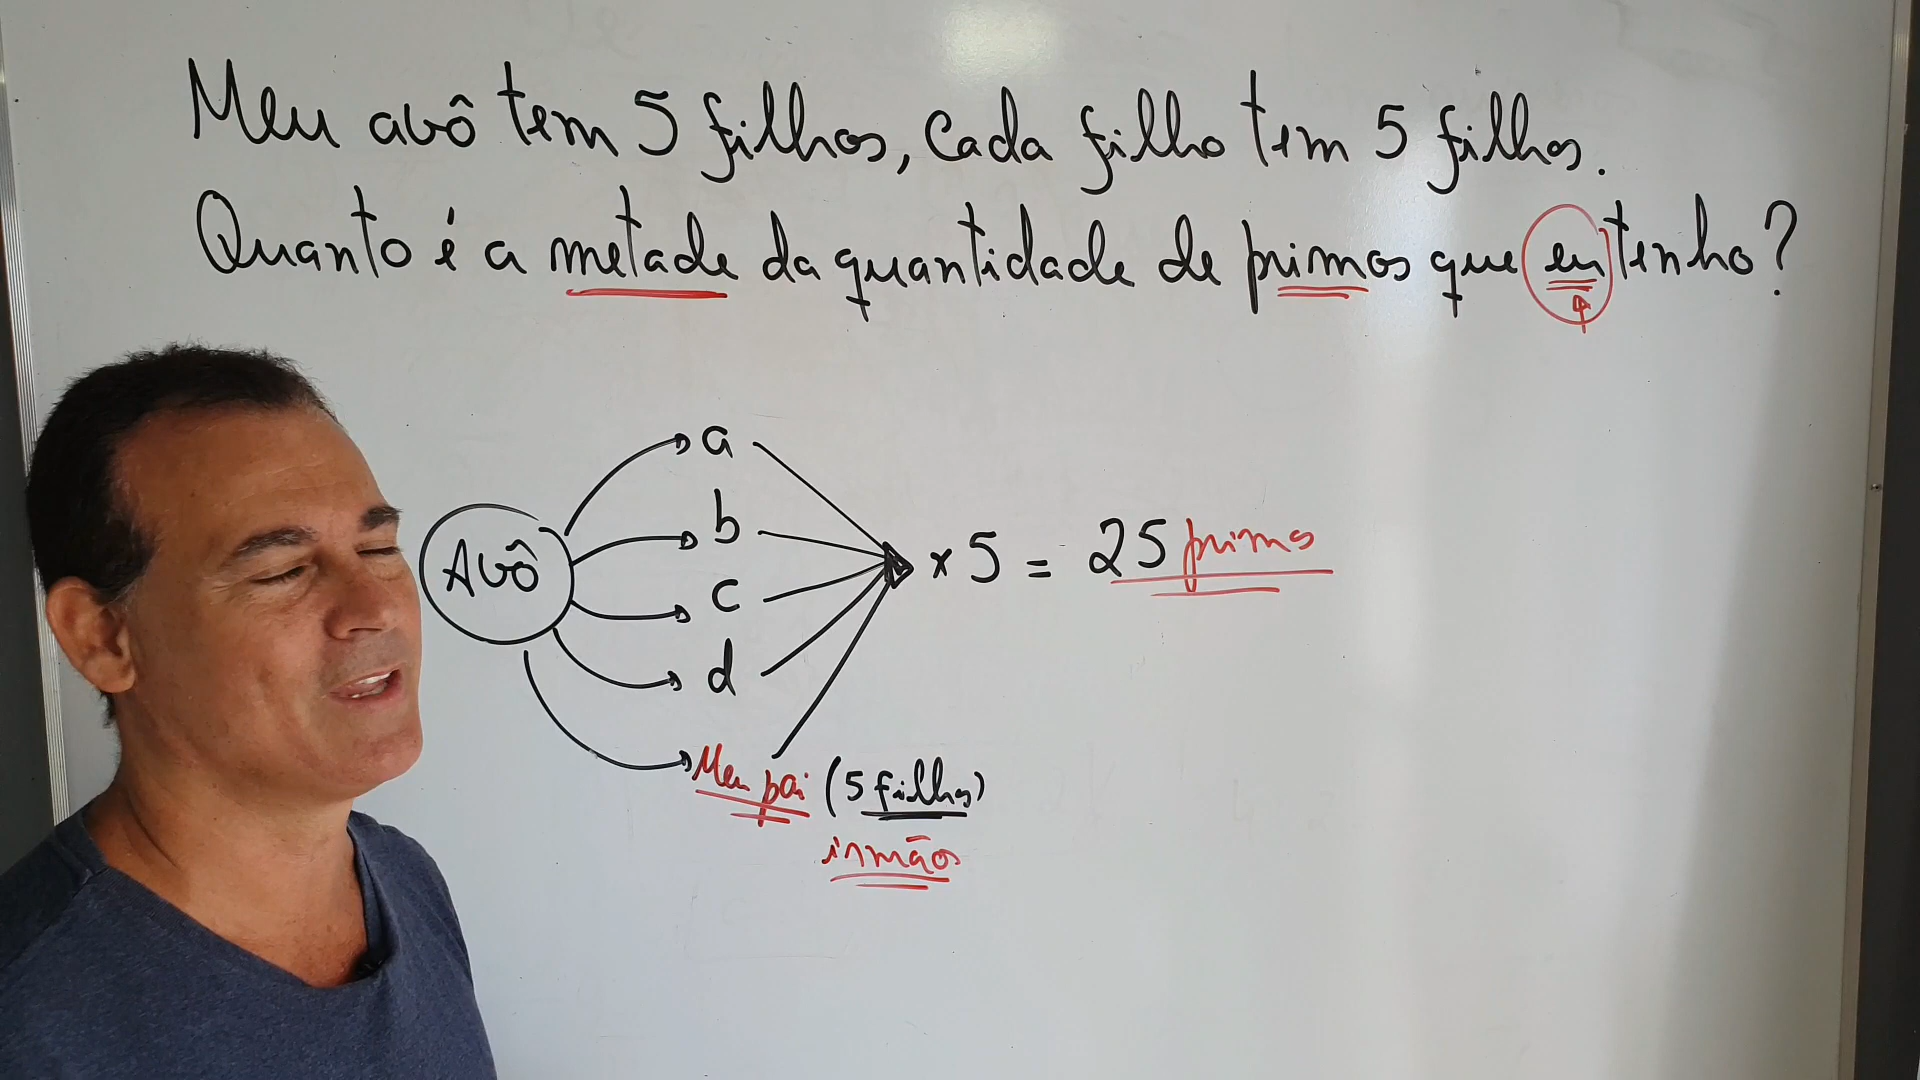 Meu avô tem 5 filhos, Cada filho tem 5 filhos.
Quanto é a metade da quantidade de primos que eu tenho?
Avô
a
b
c
d
Meu pai (5 filhos)
irmãos
x 5 = 25 primos